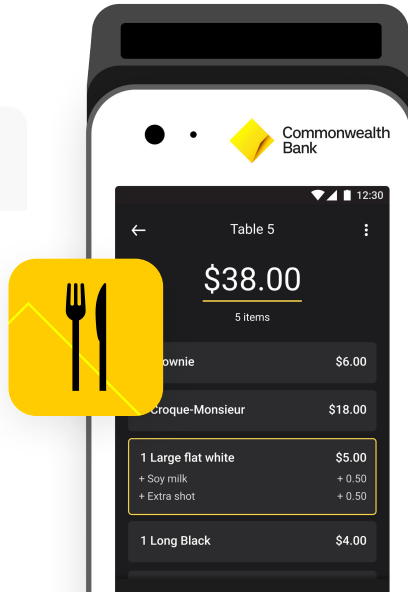 Commonwealth
Bank
12:30
Table 5
$38.00
5 items
$6.00
Croque-Monsieur $18.00
1 Large flat white $5.00
+ Soy milk + 0.50
+ Extra shot + 0.50
1 Long Black $4.00